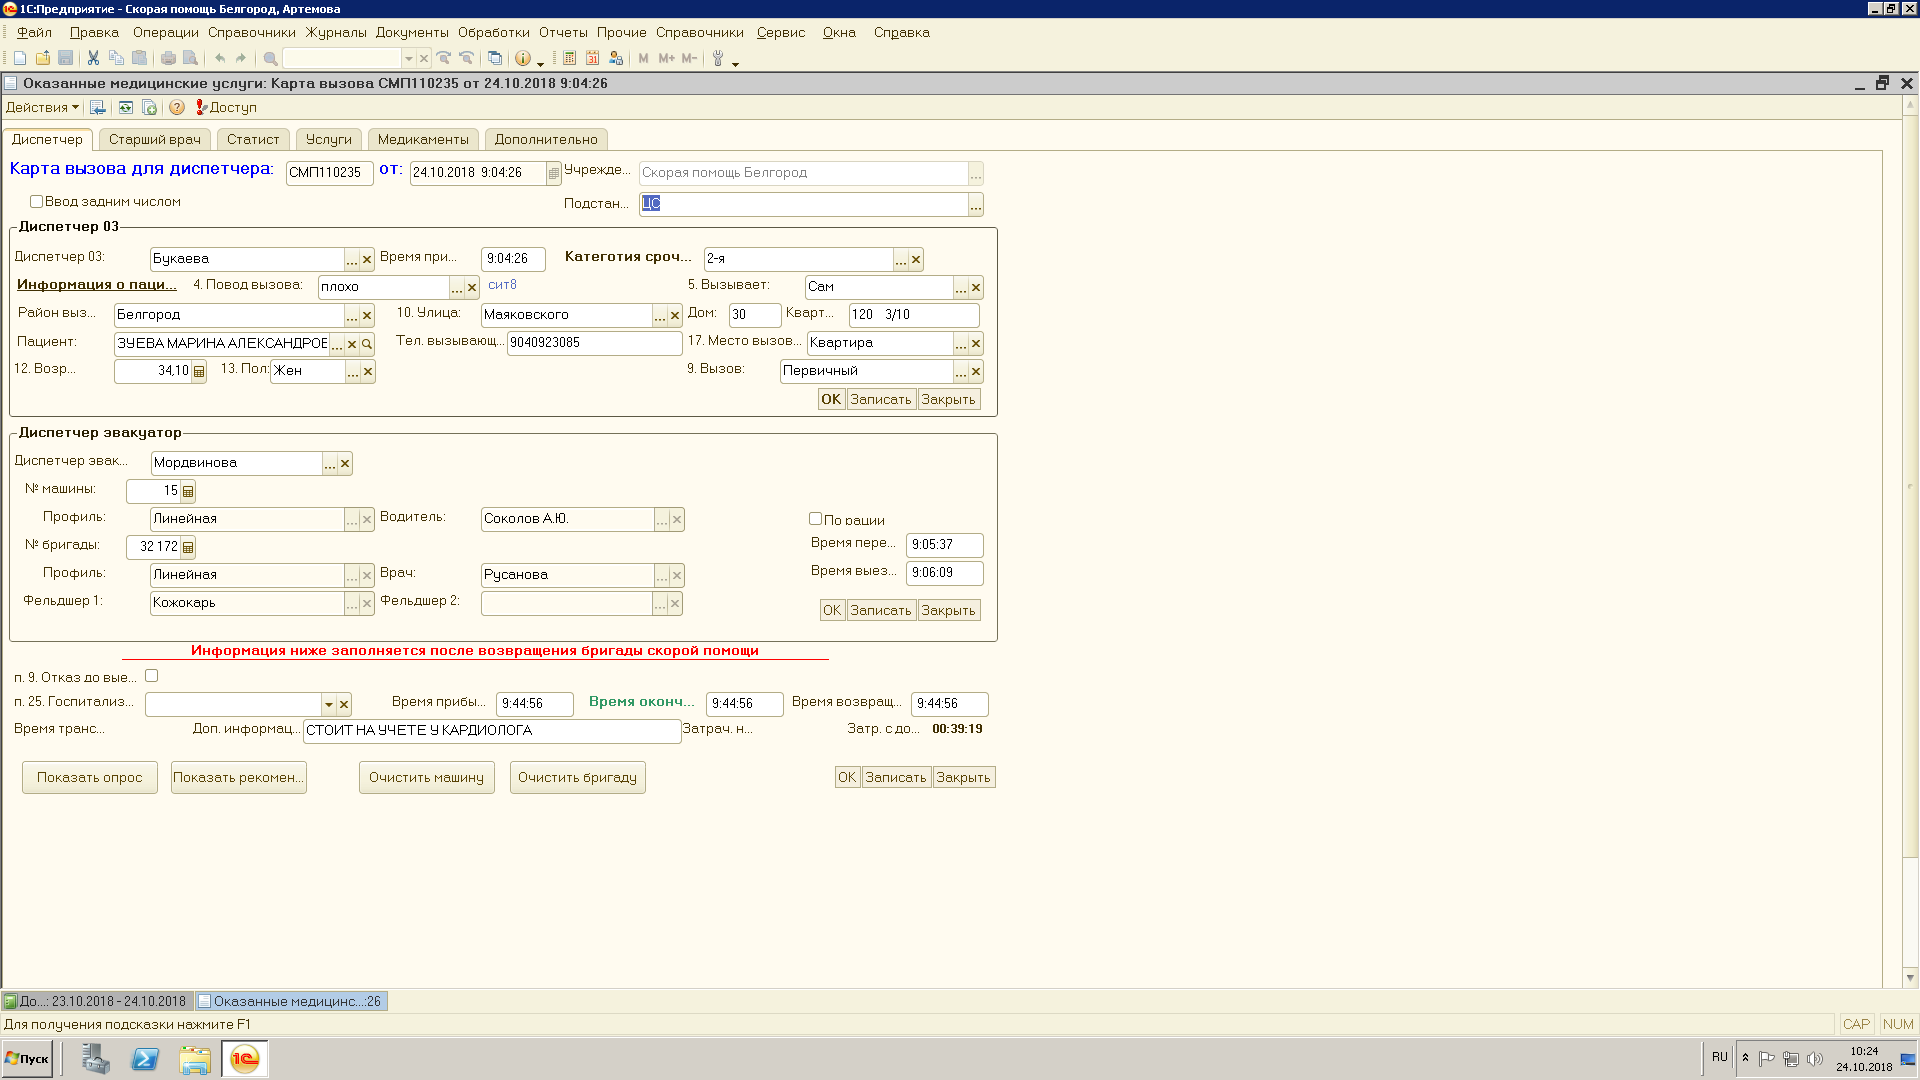 1С:Предприятие - Скорая помощь Белгород, Артемова
Файл Правка Операции Справочники Журналы Документы Обработки Отчеты Прочие Справочники Сервис Окна Справка
M M+ M-
Оказанные медицинские услуги: Карта вызова СМП110235 от 24.10.2018 9:04:26
Действия Доступ
Диспетчер Старший врач Статист Услуги Медикаменты Дополнительно
Карта вызова для диспетчера: СМП110235 от: 24.10.2018 9:04:26 Учрежде... Скорая помощь Белгород ...
Ввод задним числом Подстан... ЦС ...
Диспетчер 03
Диспетчер 03: Букаева ... Время при... 9:04:26 Категотия сроч... 2-я ...
Информация о паци... 4. Повод вызова: плохо ... сит8 5. Вызывает: Сам ...
Район выз... Белгород ... 10. Улица: Маяковского ... Дом: 30 Кварт... 120 3/10
Пациент: ЗУЕВА МАРИНА АЛЕКСАНДРОВ ... Тел. вызывающ... 9040923085 17. Место вызов... Квартира ...
12. Возр... 34,10 13. Пол: Жен ... 9. Вызов: Первичный ...
OK Записать Закрыть
Диспетчер эвакуатор
Диспетчер эвак... Мордвинова ...
№ машины: 15
Профиль: Линейная ... Водитель: Соколов А.Ю. ... По рации
№ бригады: 32 172 Время пере... 9:05:37
Профиль: Линейная ... Врач: Русанова ... Время выез... 9:06:09
Фельдшер 1: Кожокарь ... Фельдшер 2: ... OK Записать Закрыть
Информация ниже заполняется после возвращения бригады скорой помощи
п. 9. Отказ до вые...
п. 25. Госпитализ... Время прибы... 9:44:56 Время оконч... 9:44:56 Время возвращ... 9:44:56
Время транс... Доп. информац... СТОИТ НА УЧЕТЕ У КАРДИОЛОГА Затрач. н... Затр. с до... 00:39:19
Показать опрос Показать рекомен... Очистить машину Очистить бригаду OK Записать Закрыть
До...: 23.10.2018 - 24.10.2018 Оказанные медицинс...:26
Для получения подсказки нажмите F1 CAP NUM
Пуск RU 10:24
24.10.2018